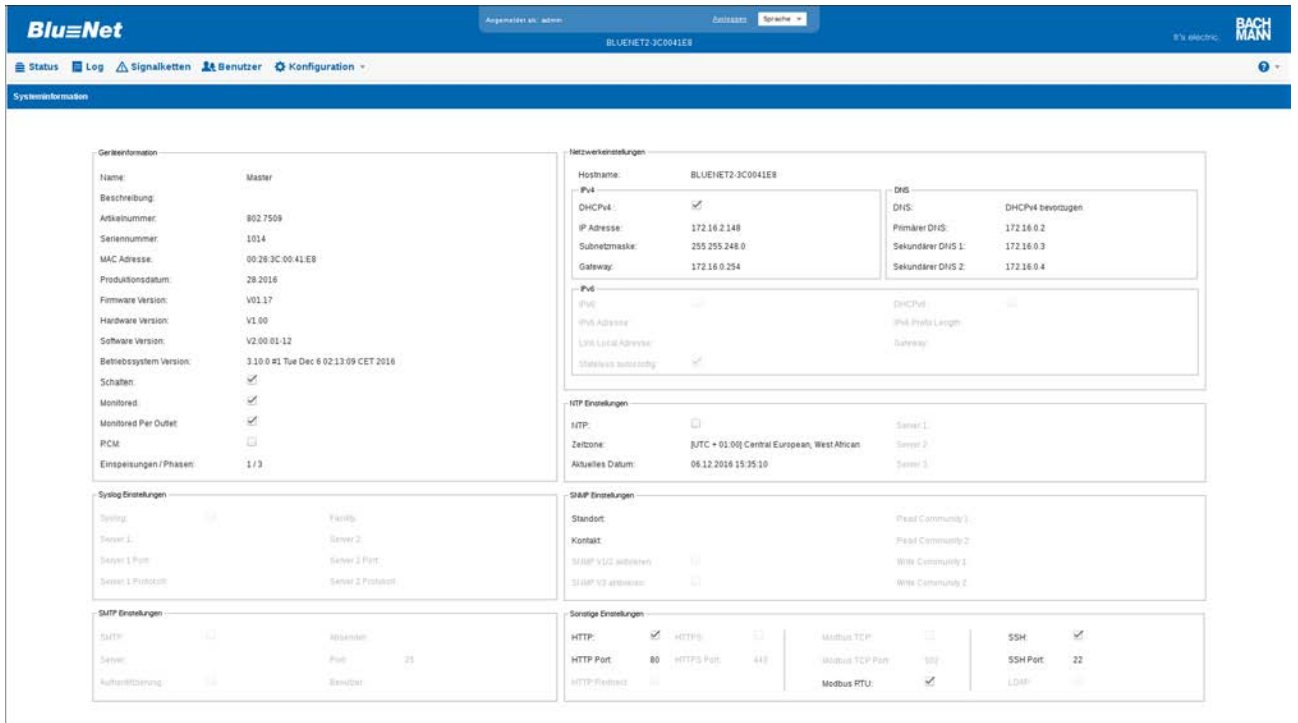 Blu≡Net
Angemeldet als: admin
Ausloggen
Sprache
BLUENET2-3C0041E8
It's electric.
BACH
MANN
Status Log Signalketten Benutzer Konfiguration
Systeminformation
Geräteinformation
Name: Master
Beschreibung:
Artikelnummer: 802.7509
Seriennummer: 1014
MAC Adresse: 00:26:3C:00:41:E8
Produktionsdatum: 28.2016
Firmware Version: V01.17
Hardware Version: V1.00
Software Version: V2.00.01-12
Betriebssystem Version: 3.10.0 #1 Tue Dec 6 02:13:09 CET 2016
Schalten:
Monitored:
Monitored Per Outlet:
PCM:
Einspeisungen / Phasen: 1 / 3
Netzwerkeinstellungen
Hostname: BLUENET2-3C0041E8
IPv4
DHCPv4:
IP Adresse: 172.16.2.148
Subnetzmaske: 255.255.248.0
Gateway: 172.16.0.254
DNS
DNS: DHCPv4 bevorzugen
Primärer DNS: 172.16.0.2
Sekundärer DNS 1: 172.16.0.3
Sekundärer DNS 2: 172.16.0.4
IPv6
IPv6: DHCPv6:
IPv6 Adresse: IPv6 Prefix Length:
Link Local Adresse: Gateway:
NTP Einstellungen
NTP: Server 1:
Zeitzone: [UTC + 01:00] Central European, West African Server 2:
Aktuelles Datum: 06.12.2016 15:35:10 Server 3:
Syslog Einstellungen
Syslog: Facility:
Server 1: Server 2:
Server 1 Port: Server 2 Port:
Server 1 Protokoll: Server 2 Protokoll:
SNMP Einstellungen
Standort: Read Community 1:
Kontakt: Read Community 2:
SNMP V1/2 aktivieren: Write Community 1:
SNMP V3 aktivieren: Write Community 2:
SMTP Einstellungen
SMTP: Absender:
Server: Port: 25
Authentifizierung: Benutzer:
Sonstige Einstellungen
HTTP: HTTPS: Modbus TCP: SSH:
HTTP Port: 80 HTTPS Port: 443 Modbus TCP Port: 502 SSH Port: 22
HTTP Redirect: Modbus RTU: LDAP: